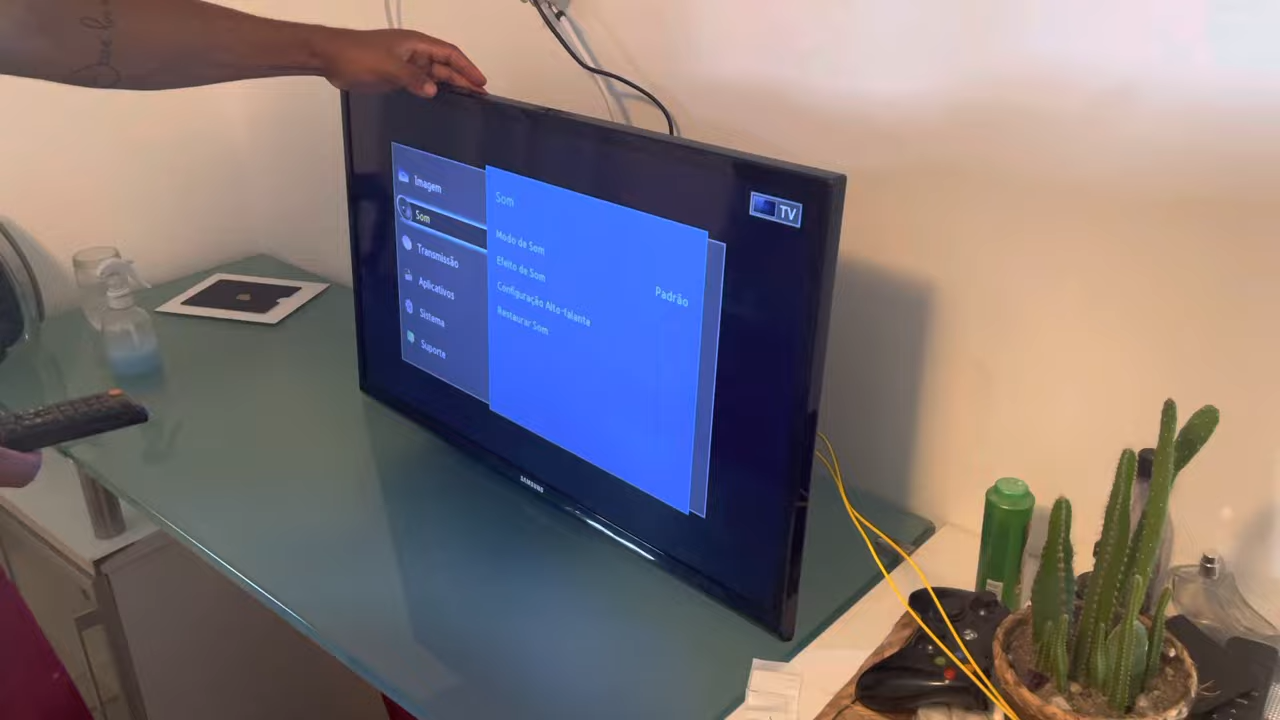 Imagem
Som
Transmissão
Aplicativos
Sistema
Suporte
Som
Modo de Som
Efeito de Som
Configuração Alto-falante
Padrão
Restaurar Som
TV
SAMSUNG